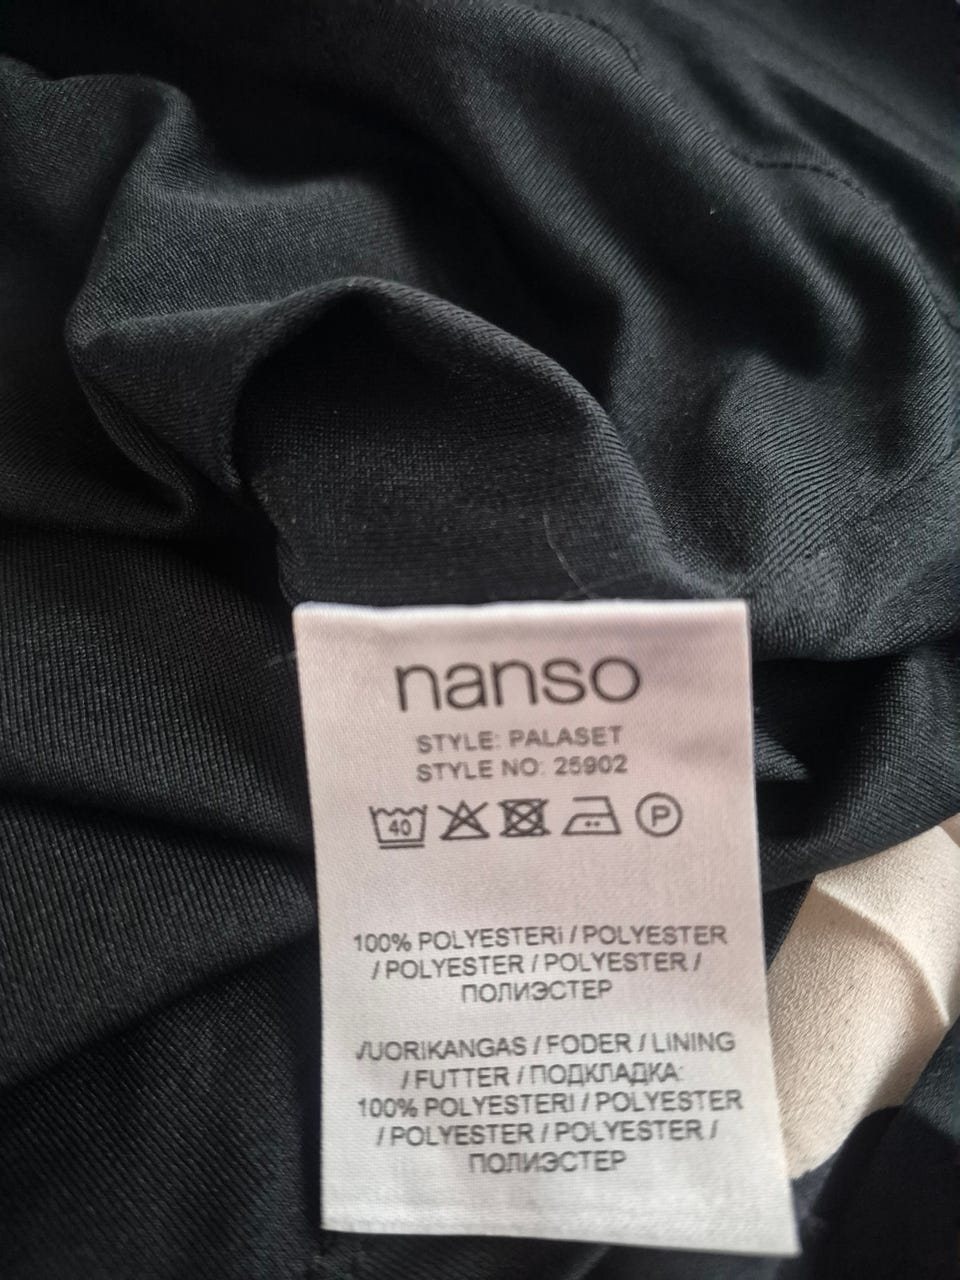 nanso
STYLE: PALASET
STYLE NO: 25902
40 P
100% POLYESTERI / POLYESTER
/ POLYESTER / POLYESTER /
ПОЛИЭСТЕР
VUORIKANGAS / FODER / LINING
/ FUTTER / ПОДКЛАДКА:
100% POLYESTERI / POLYESTER
/ POLYESTER / POLYESTER /
ПОЛИЭСТЕР